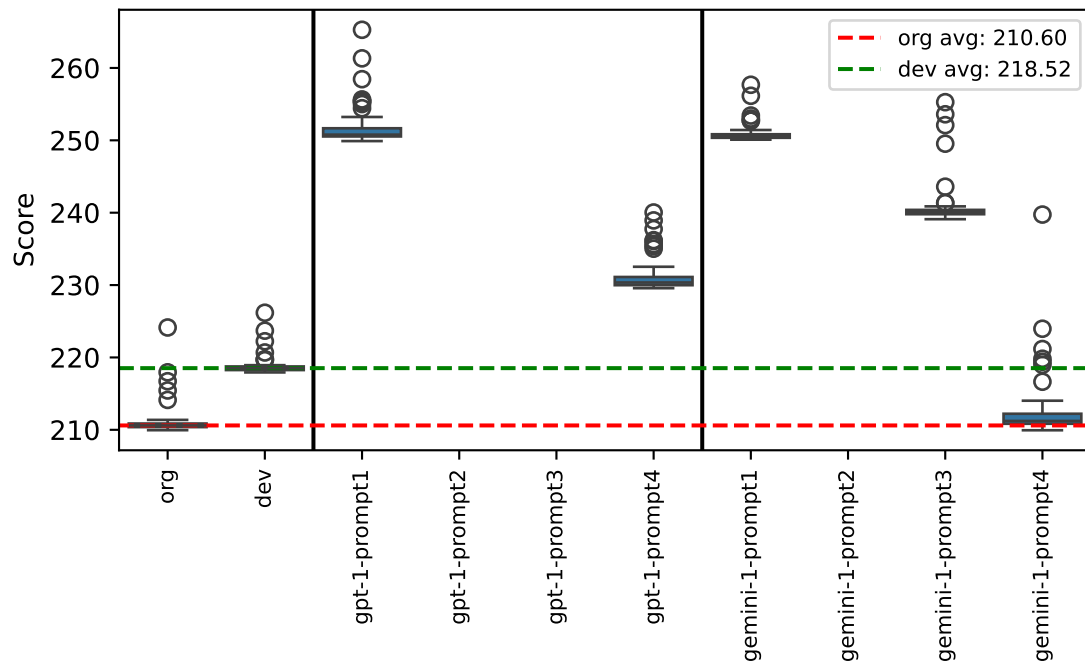 Score
260
250
240
230
220
210
org avg: 210.60
dev avg: 218.52
org
dev
gpt-1-prompt1
gpt-1-prompt2
gpt-1-prompt3
gpt-1-prompt4
gemini-1-prompt1
gemini-1-prompt2
gemini-1-prompt3
gemini-1-prompt4